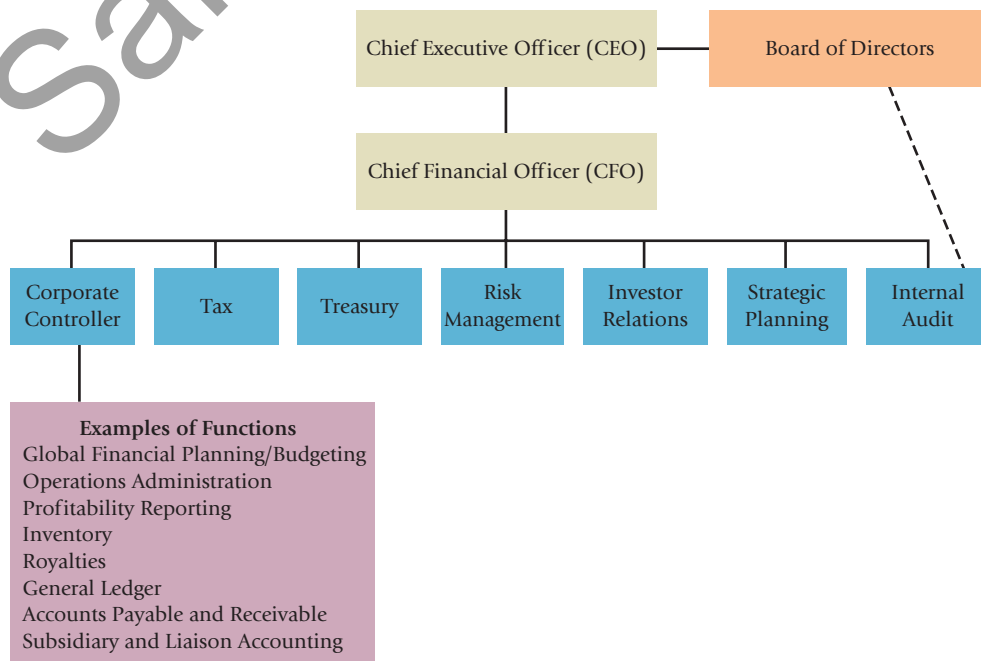 Chief Executive Officer (CEO)
Board of Directors
Chief Financial Officer (CFO)
Corporate
Controller
Tax
Treasury
Risk
Management
Investor
Relations
Strategic
Planning
Internal
Audit
Examples of Functions
Global Financial Planning/Budgeting
Operations Administration
Profitability Reporting
Inventory
Royalties
General Ledger
Accounts Payable and Receivable
Subsidiary and Liaison Accounting